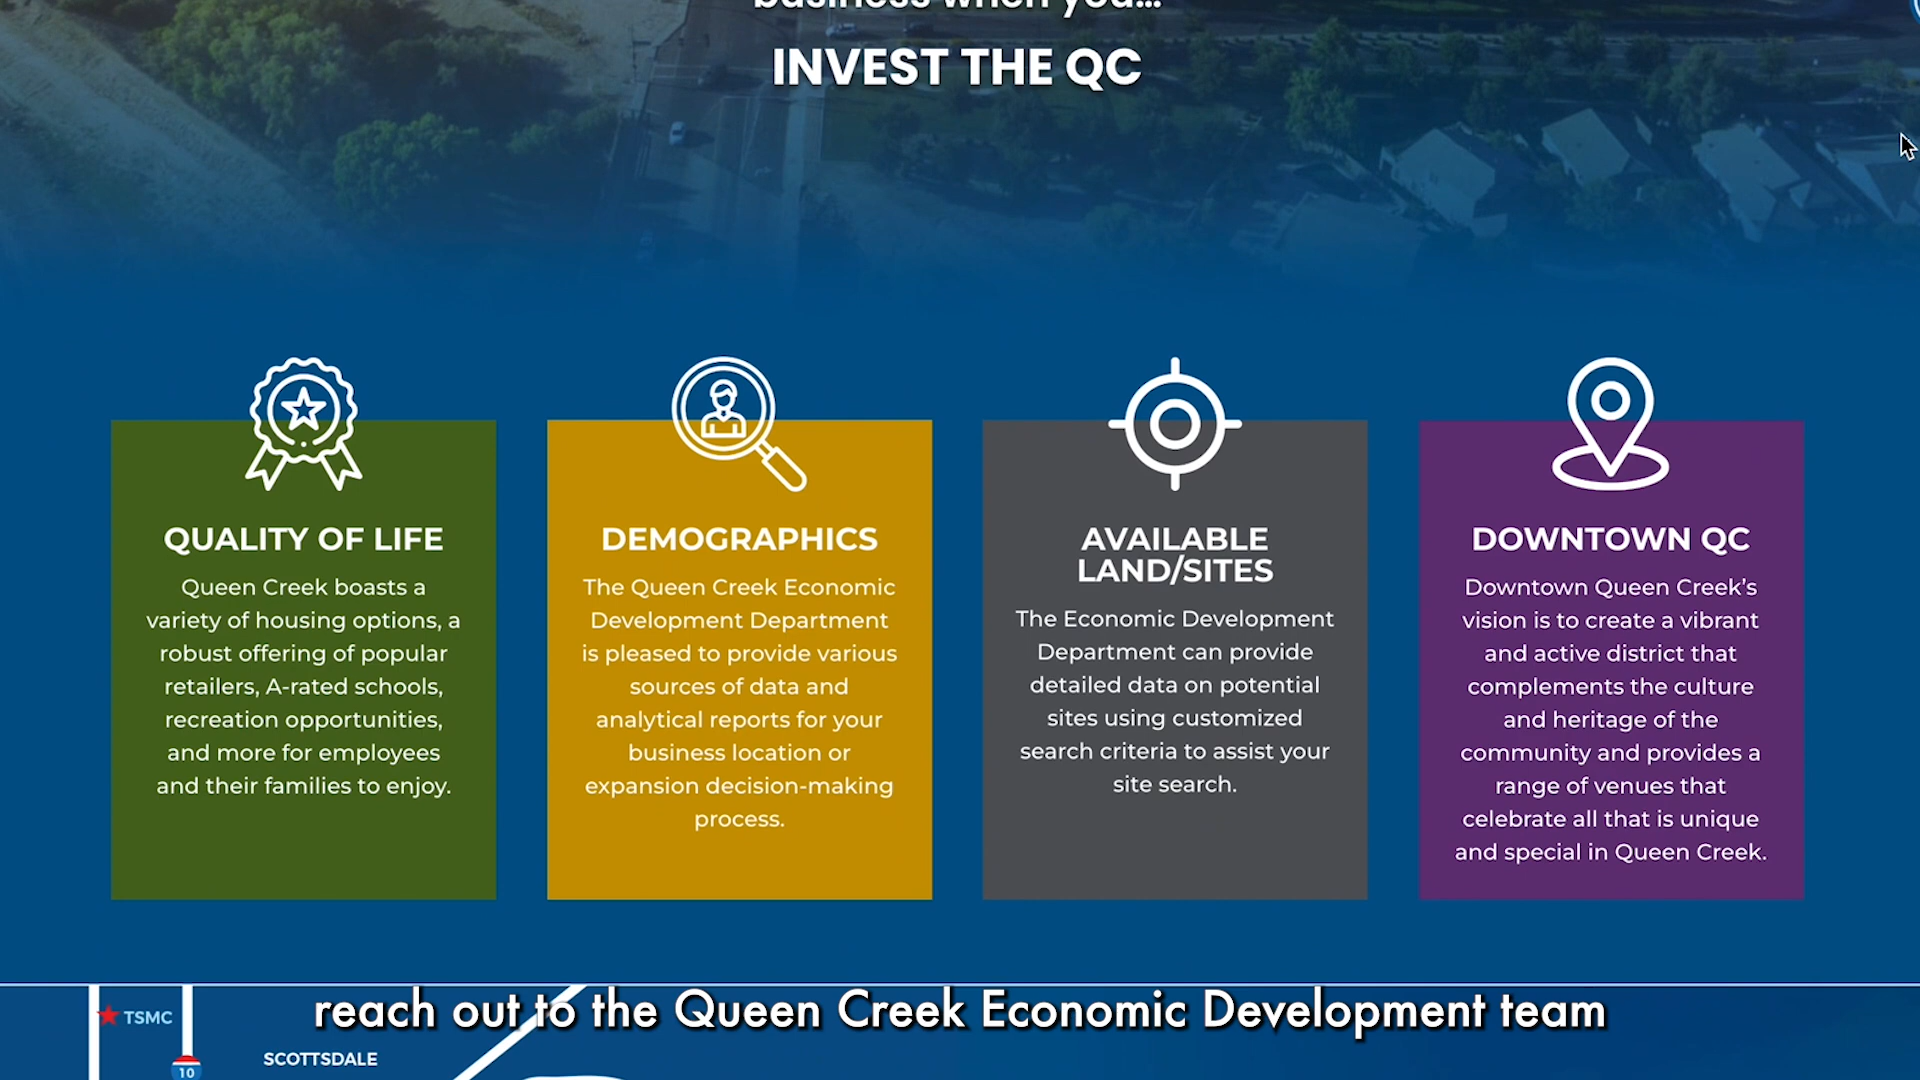 business when you...
INVEST THE QC
QUALITY OF LIFE
Queen Creek boasts a
variety of housing options, a
robust offering of popular
retailers, A-rated schools,
recreation opportunities,
and more for employees
and their families to enjoy.
DEMOGRAPHICS
The Queen Creek Economic
Development Department
is pleased to provide various
sources of data and
analytical reports for your
business location or
expansion decision-making
process.
AVAILABLE
LAND/SITES
The Economic Development
Department can provide
detailed data on potential
sites using customized
search criteria to assist your
site search.
DOWNTOWN QC
Downtown Queen Creek’s
vision is to create a vibrant
and active district that
complements the culture
and heritage of the
community and provides a
range of venues that
celebrate all that is unique
and special in Queen Creek.
reach out to the Queen Creek Economic Development team
TSMC
SCOTTSDALE
10